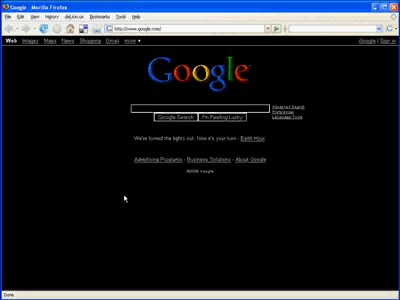 Google - Mozilla Firefox
File Edit View History del.icio.us Bookmarks Tools Help
http://www.google.com/
Web Images Maps News Shopping Gmail more ▾
iGoogle | Sign in
Google
Advanced Search
Preferences
Language Tools
Google Search I'm Feeling Lucky
We've turned the lights out. Now it's your turn - Earth Hour
Advertising Programs - Business Solutions - About Google
©2008 Google
Done